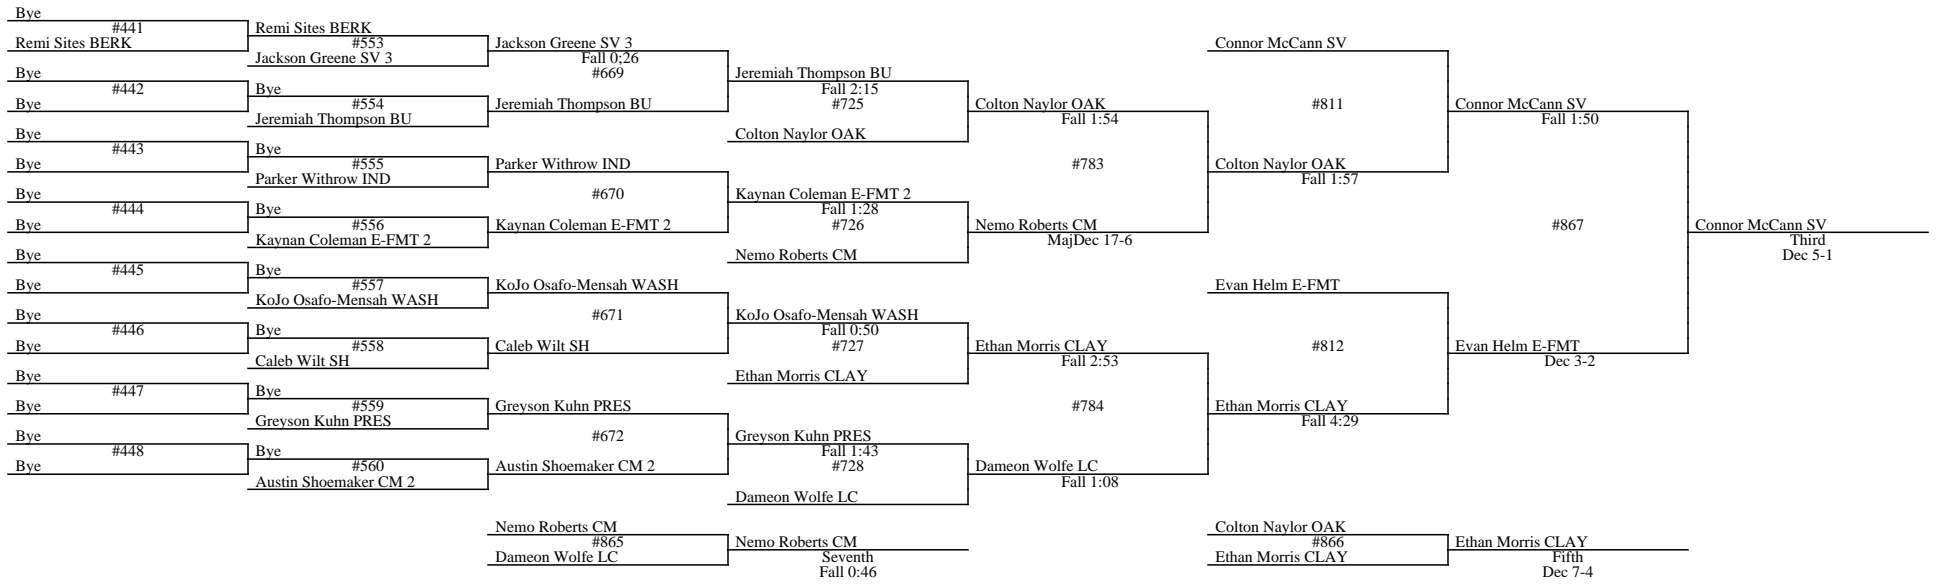 Bye
#441
Remi Sites BERK
Bye
#442
Bye
Bye
#443
Bye
Bye
#444
Bye
Bye
#445
Bye
Bye
#446
Bye
Bye
#447
Bye
Bye
#448
Bye
Remi Sites BERK
#553
Jackson Greene SV 3
Bye
#554
Jeremiah Thompson BU
Bye
#555
Parker Withrow IND
Bye
#556
Kaynan Coleman E-FMT 2
Bye
#557
KoJo Osafo-Mensah WASH
Bye
#558
Caleb Wilt SH
Bye
#559
Greyson Kuhn PRES
Bye
#560
Austin Shoemaker CM 2
Jackson Greene SV 3
Fall 0;26
#669
Jeremiah Thompson BU
Parker Withrow IND
#670
Kaynan Coleman E-FMT 2
KoJo Osafo-Mensah WASH
#671
Caleb Wilt SH
Greyson Kuhn PRES
#672
Austin Shoemaker CM 2
Jeremiah Thompson BU
Fall 2:15
#725
Colton Naylor OAK
Kaynan Coleman E-FMT 2
Fall 1:28
#726
Nemo Roberts CM
KoJo Osafo-Mensah WASH
Fall 0:50
#727
Ethan Morris CLAY
Greyson Kuhn PRES
Fall 1:43
#728
Dameon Wolfe LC
Colton Naylor OAK
Fall 1:54
#783
Nemo Roberts CM
MajDec 17-6
Ethan Morris CLAY
Fall 2:53
#784
Dameon Wolfe LC
Fall 1:08
Connor McCann SV
#811
Colton Naylor OAK
Fall 1:57
Evan Helm E-FMT
#812
Ethan Morris CLAY
Fall 4:29
Connor McCann SV
Fall 1:50
#867
Evan Helm E-FMT
Dec 3-2
Connor McCann SV
Third
Dec 5-1
Nemo Roberts CM
#865
Dameon Wolfe LC
Nemo Roberts CM
Seventh
Fall 0:46
Colton Naylor OAK
#866
Ethan Morris CLAY
Ethan Morris CLAY
Fifth
Dec 7-4